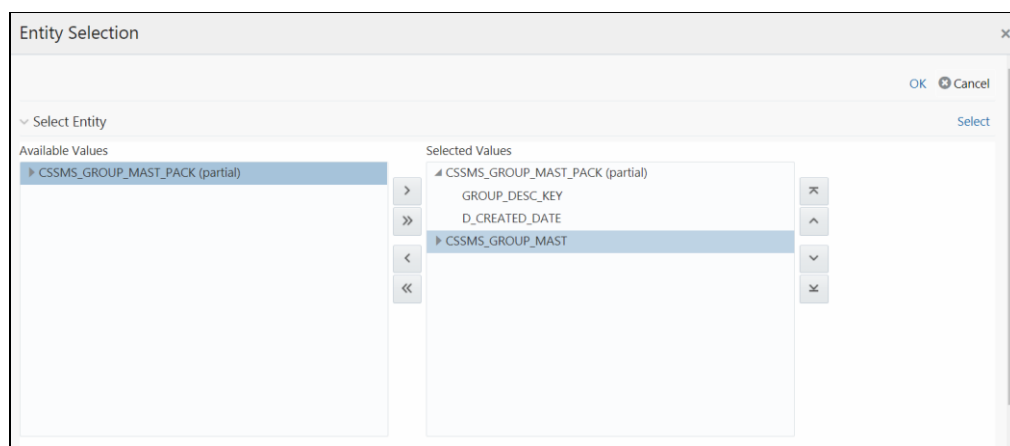 Entity Selection
OK Cancel
Select Entity
Select
Available Values
Selected Values
CSSMS_GROUP_MAST_PACK (partial)
CSSMS_GROUP_MAST_PACK (partial)
GROUP_DESC_KEY
D_CREATED_DATE
CSSMS_GROUP_MAST